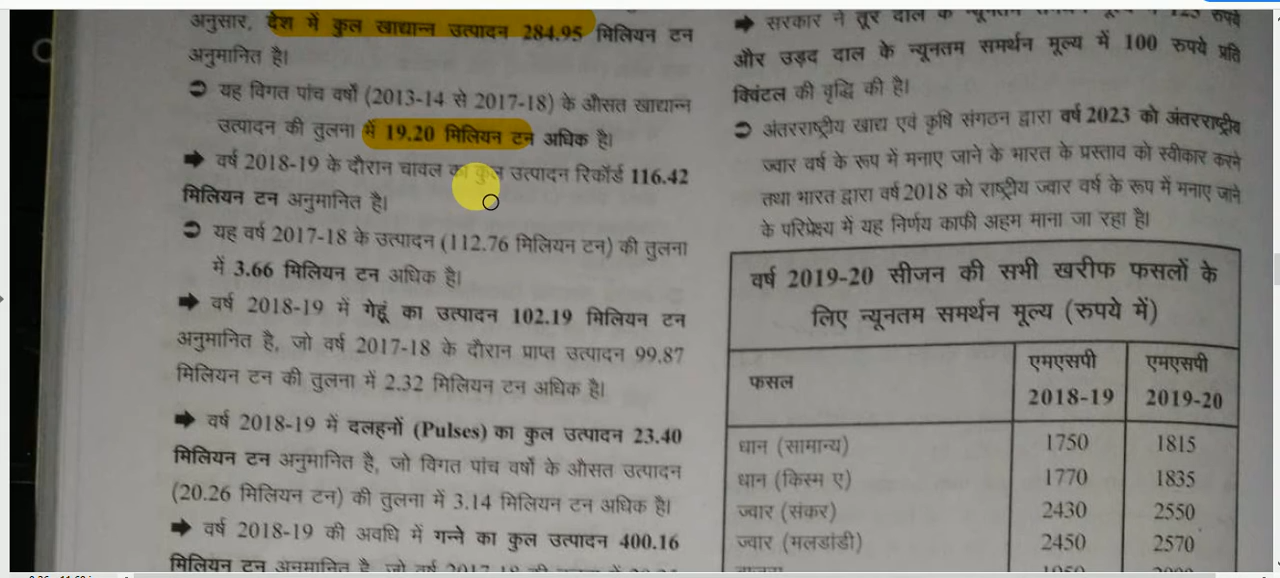 अनुसार, देश में कुल खाद्यान्न उत्पादन 284.95 मिलियन टन
अनुमानित है।
➲ यह विगत पांच वर्षों (2013-14 से 2017-18) के औसत खाद्यान्न
उत्पादन की तुलना में 19.20 मिलियन टन अधिक है।
➡ वर्ष 2018-19 के दौरान चावल का कुल उत्पादन रिकॉर्ड 116.42
मिलियन टन अनुमानित है।
➲ यह वर्ष 2017-18 के उत्पादन (112.76 मिलियन टन) की तुलना
में 3.66 मिलियन टन अधिक है।
➡ वर्ष 2018-19 में गेहूं का उत्पादन 102.19 मिलियन टन
अनुमानित है, जो वर्ष 2017-18 के दौरान प्राप्त उत्पादन 99.87
मिलियन टन की तुलना में 2.32 मिलियन टन अधिक है।
➡ वर्ष 2018-19 में दलहनों (Pulses) का कुल उत्पादन 23.40
मिलियन टन अनुमानित है, जो विगत पांच वर्षों के औसत उत्पादन
(20.26 मिलियन टन) की तुलना में 3.14 मिलियन टन अधिक है।
➡ वर्ष 2018-19 की अवधि में गन्ने का कुल उत्पादन 400.16
मिलियन टन अनुमानित है, जो वर्ष 2017-18 की
➡ सरकार ने तूर दाल के न्यूनतम
और उड़द दाल के न्यूनतम समर्थन मूल्य में 100 रुपये प्रति
क्विंटल की वृद्धि की है।
➲ अंतरराष्ट्रीय खाद्य एवं कृषि संगठन द्वारा वर्ष 2023 को अंतरराष्ट्रीय
ज्वार वर्ष के रूप में मनाए जाने के भारत के प्रस्ताव को स्वीकार करने
तथा भारत द्वारा वर्ष 2018 को राष्ट्रीय ज्वार वर्ष के रूप में मनाए जाने
के परिप्रेक्ष्य में यह निर्णय काफी अहम माना जा रहा है।
वर्ष 2019-20 सीजन की सभी खरीफ फसलों के
लिए न्यूनतम समर्थन मूल्य (रुपये में)
फसल एमएसपी 2018-19 एमएसपी 2019-20
धान (सामान्य) 1750 1815
धान (किस्म ए) 1770 1835
ज्वार (संकर) 2430 2550
ज्वार (मलडांडी) 2450 2570